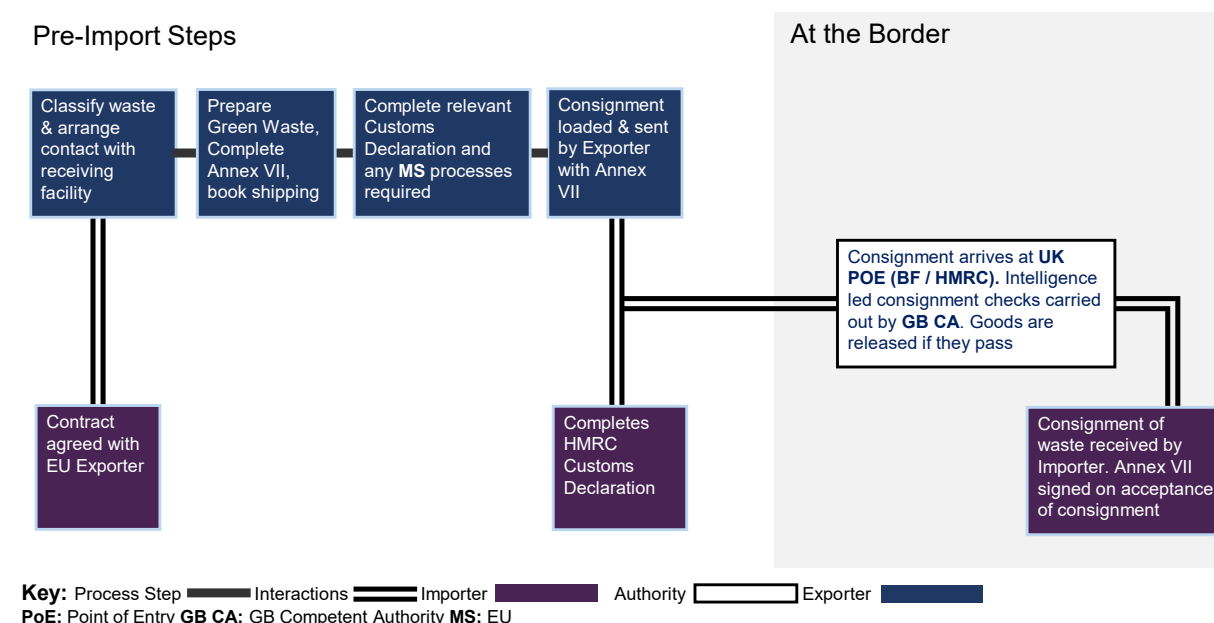 Pre-Import Steps
At the Border
Classify waste
& arrange
contact with
receiving
facility
Prepare
Green Waste,
Complete
Annex VII,
book shipping
Complete relevant
Customs
Declaration and
any MS processes
required
Consignment
loaded & sent
by Exporter
with Annex
VII
Consignment arrives at UK
POE (BF / HMRC). Intelligence
led consignment checks carried
out by GB CA. Goods are
released if they pass
Contract
agreed with
EU Exporter
Completes
HMRC
Customs
Declaration
Consignment of
waste received by
Importer. Annex VII
signed on acceptance
of consignment
Key: Process Step Interactions Importer Authority Exporter
PoE: Point of Entry GB CA: GB Competent Authority MS: EU